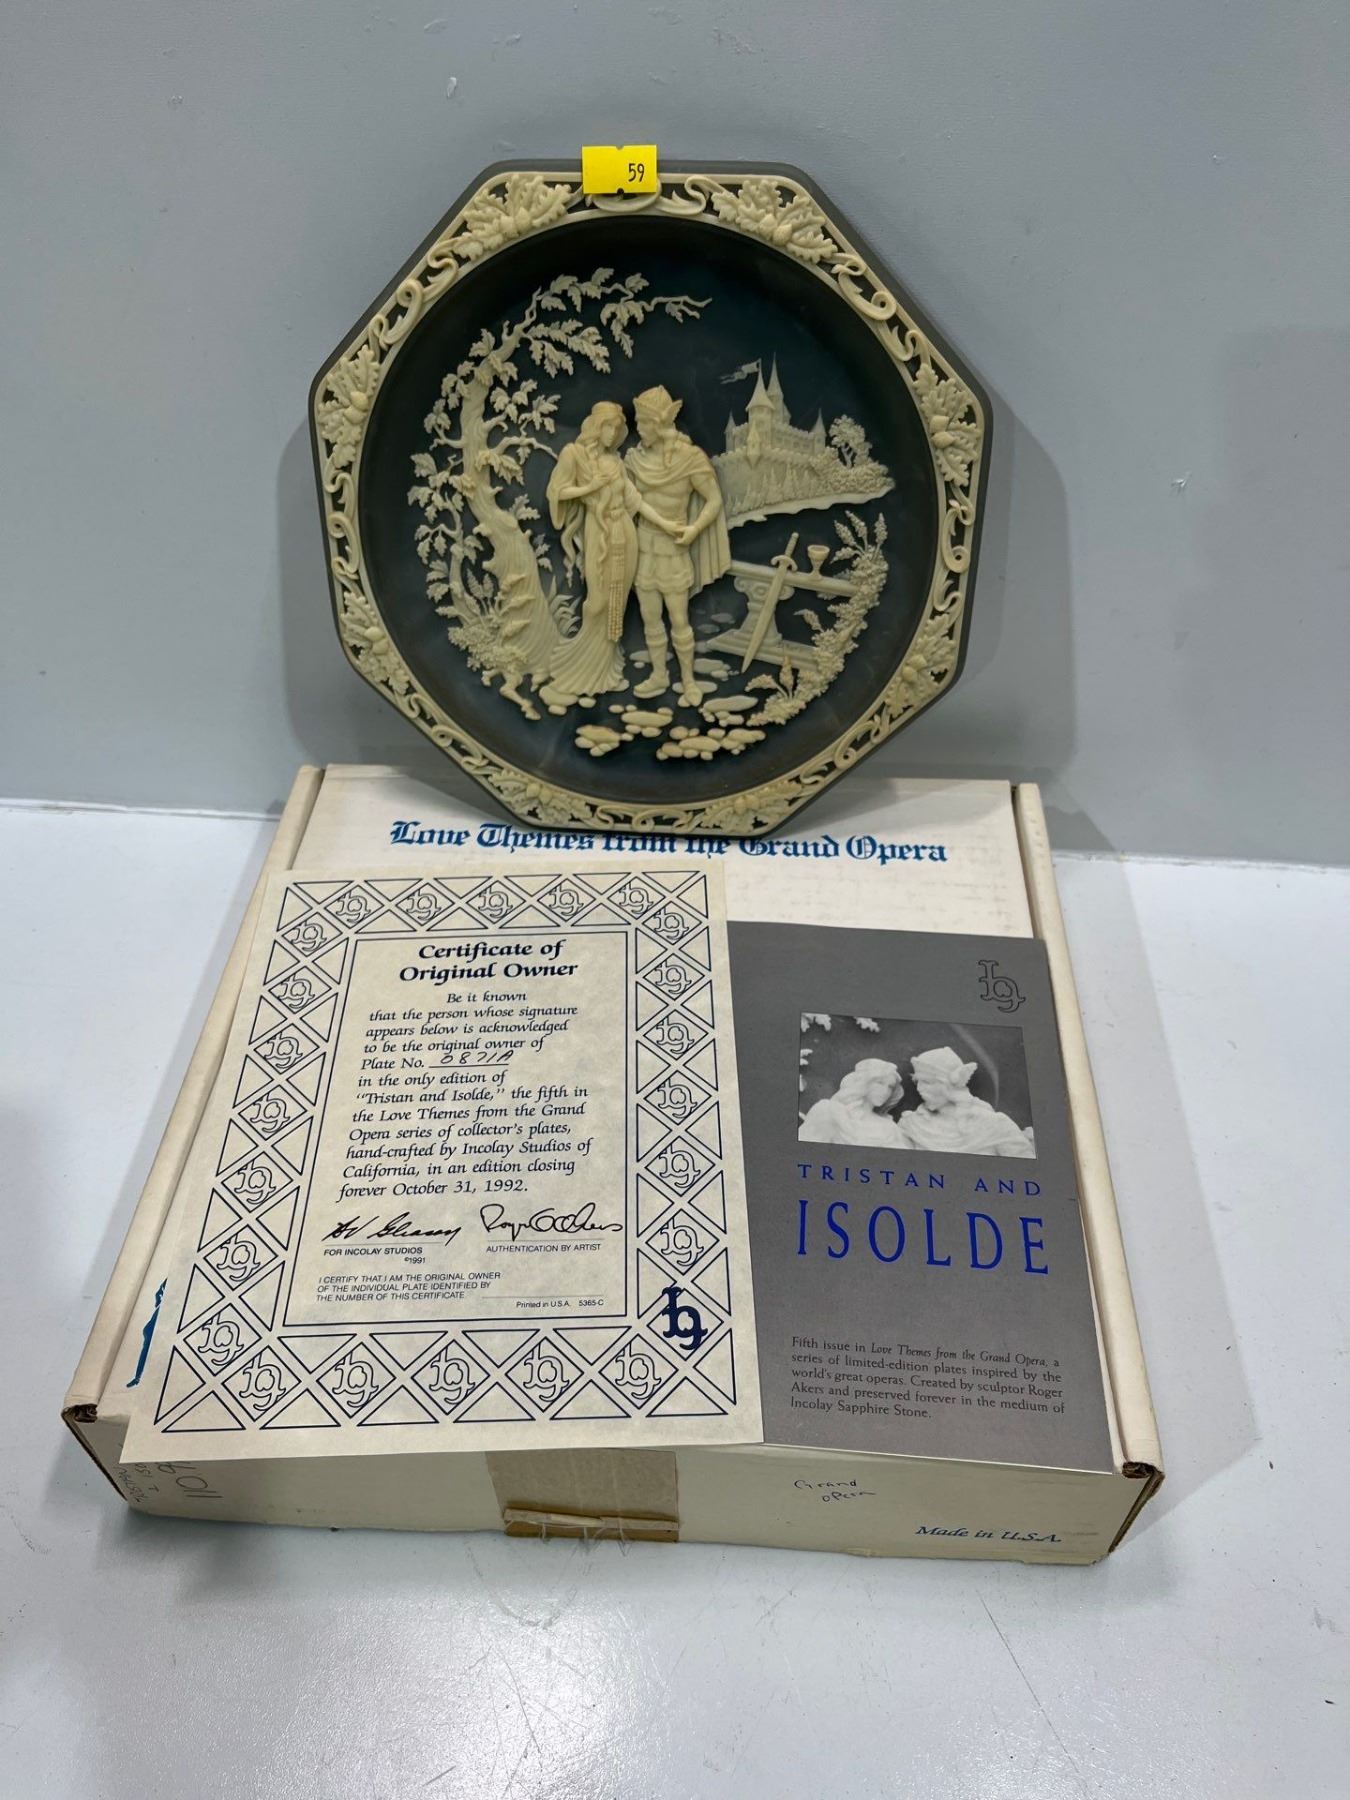 59
Love Themes from the Grand Opera
Certificate of
Original Owner
Be it known
that the person whose signature
appears below is acknowledged
to be the original owner of
Plate No. 0871A
in the only edition of
“Tristan and Isolde,” the fifth in
the Love Themes from the Grand
Opera series of collector's plates,
hand-crafted by Incolay Studios of
California, in an edition closing
forever October 31, 1992.
FOR INCOLAY STUDIOS
©1991
AUTHENTICATION BY ARTIST
I CERTIFY THAT I AM THE ORIGINAL OWNER
OF THE INDIVIDUAL PLATE IDENTIFIED BY
THE NUMBER OF THIS CERTIFICATE
Printed in U.S.A. 5365-C
TRISTAN AND
ISOLDE
Fifth issue in Love Themes from the Grand Opera, a
series of limited-edition plates inspired by the
world's great operas. Created by sculptor Roger
Akers and preserved forever in the medium of
Incolay Sapphire Stone.
Grand
opera
Made in U.S.A.